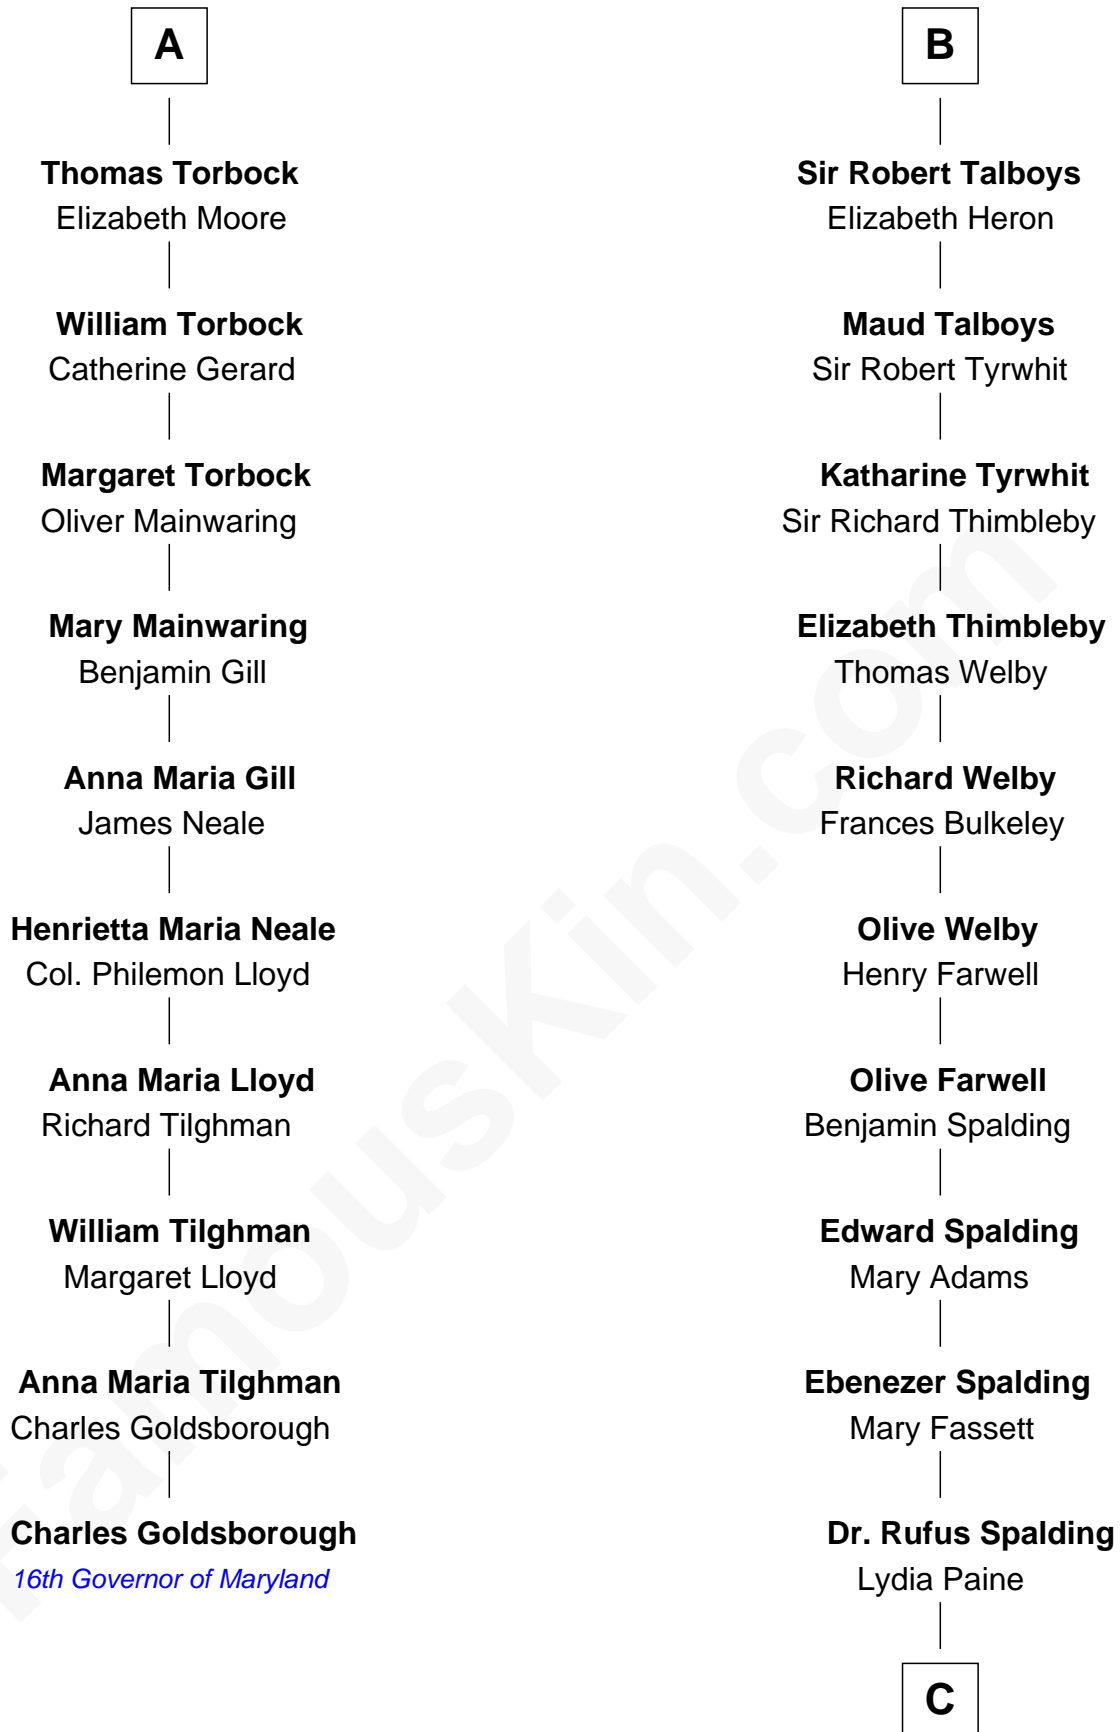 A
Thomas Torbock
Elizabeth Moore
William Torbock
Catherine Gerard
Margaret Torbock
Oliver Mainwaring
Mary Mainwaring
Benjamin Gill
Anna Maria Gill
James Neale
Henrietta Maria Neale
Col. Philemon Lloyd
Anna Maria Lloyd
Richard Tilghman
William Tilghman
Margaret Lloyd
Anna Maria Tilghman
Charles Goldsborough
Charles Goldsborough
16th Governor of Maryland
B
Sir Robert Talboys
Elizabeth Heron
Maud Talboys
Sir Robert Tyrwhit
Katharine Tyrwhit
Sir Richard Thimbleby
Elizabeth Thimbleby
Thomas Welby
Richard Welby
Frances Bulkeley
Olive Welby
Henry Farwell
Olive Farwell
Benjamin Spalding
Edward Spalding
Mary Adams
Ebenezer Spalding
Mary Fassett
Dr. Rufus Spalding
Lydia Paine
C
FamousKin.com